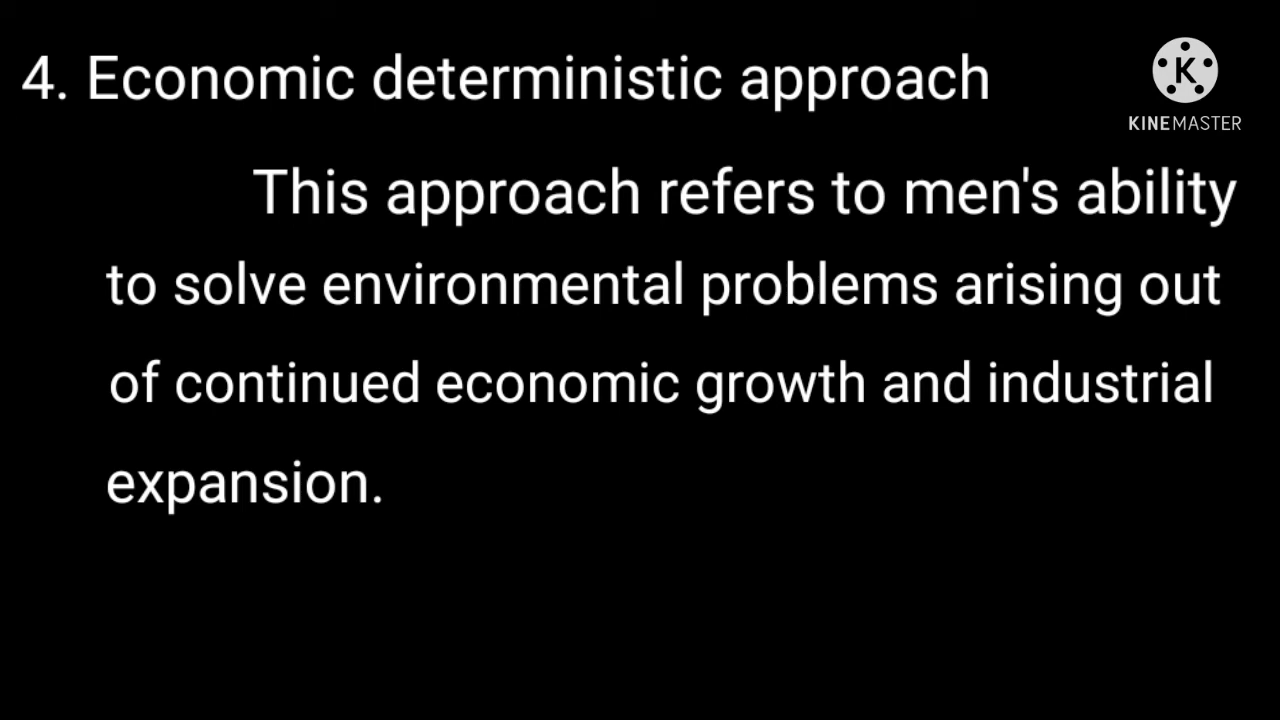 4. Economic deterministic approach
K
KINEMASTER
This approach refers to men's ability
to solve environmental problems arising out
of continued economic growth and industrial
expansion.